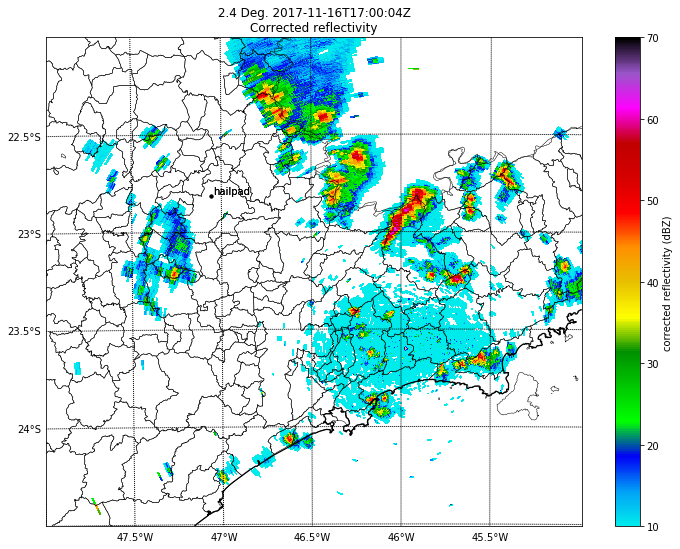 2.4 Deg. 2017-11-16T17:00:04Z
Corrected reflectivity
70
60
50
40
30
20
10
corrected reflectivity (dBZ)
22.5°S
23°S
23.5°S
24°S
hailpad
47.5°W
47°W
46.5°W
46°W
45.5°W